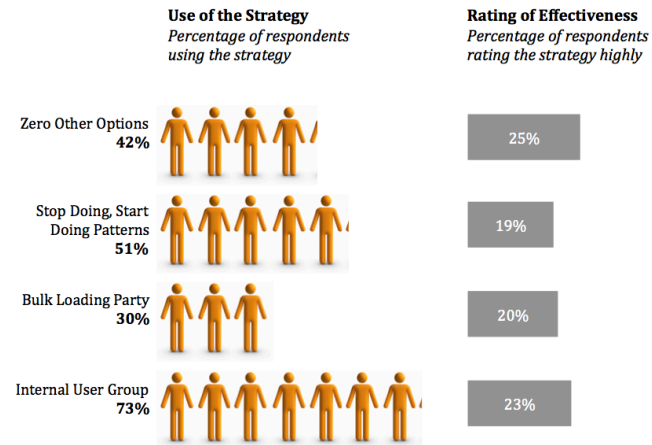 Use of the Strategy
Percentage of respondents
using the strategy
Rating of Effectiveness
Percentage of respondents
rating the strategy highly
Zero Other Options
42%
25%
Stop Doing, Start
Doing Patterns
51%
19%
Bulk Loading Party
30%
20%
Internal User Group
73%
23%